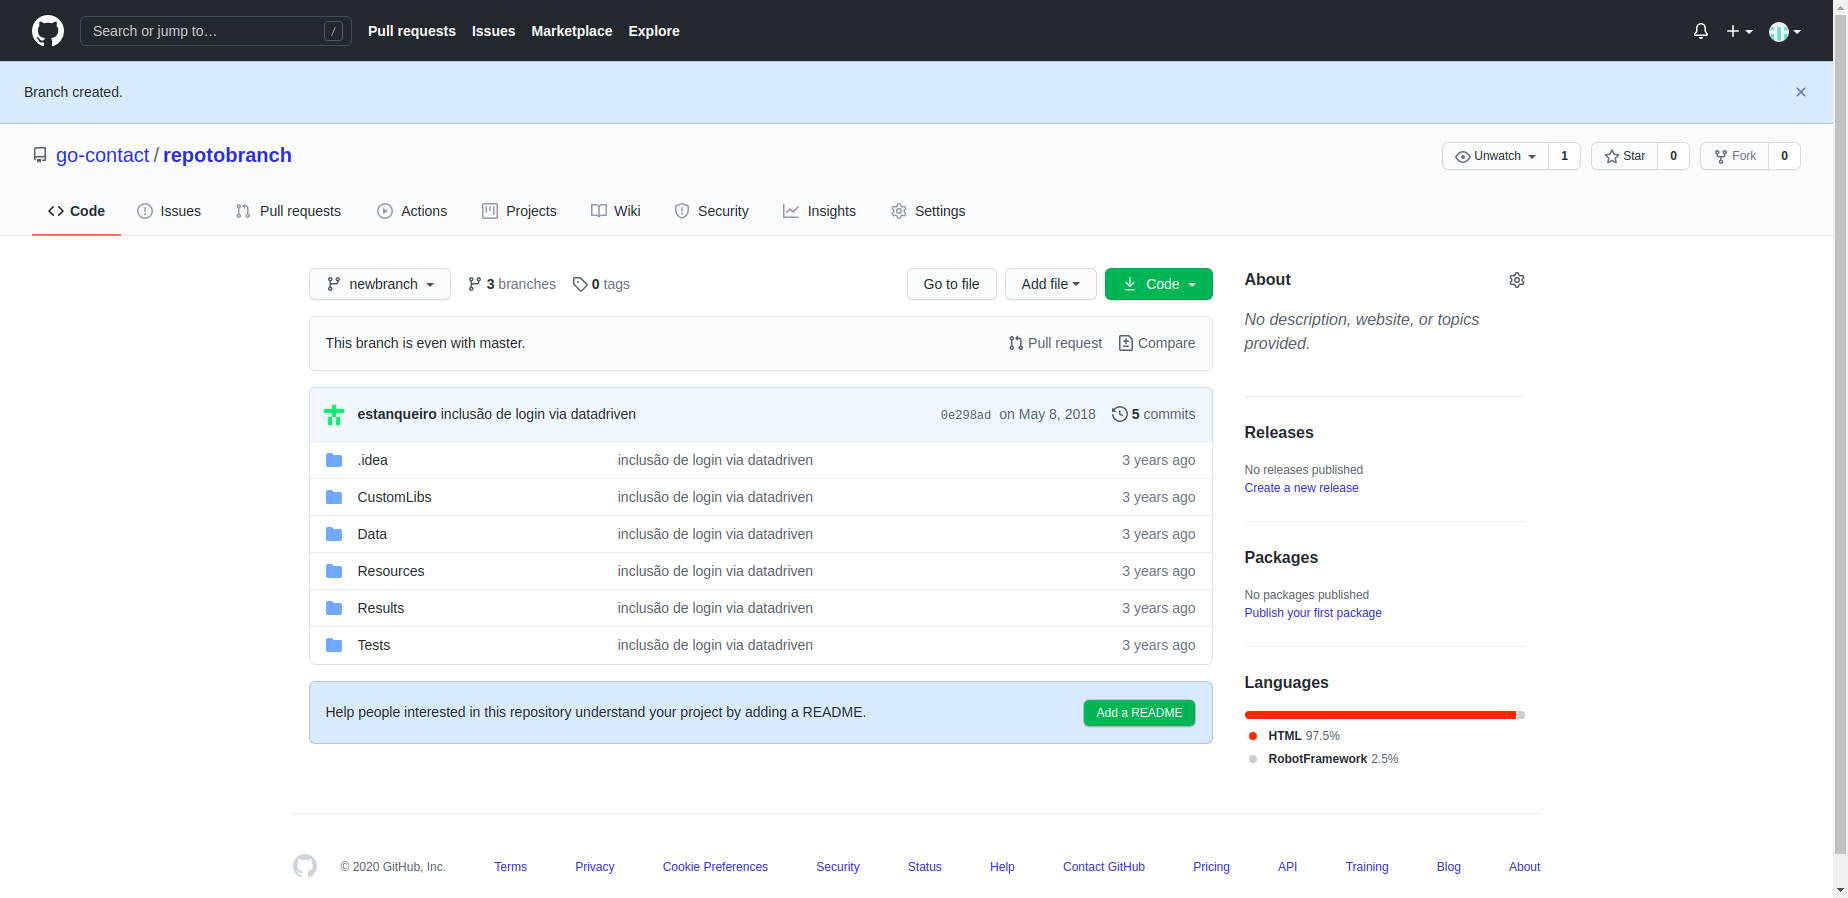 Search or jump to… /
Pull requests Issues Marketplace Explore
Branch created.
go-contact / repotobranch
Unwatch 1 Star 0 Fork 0
Code Issues Pull requests Actions Projects Wiki Security Insights Settings
newbranch 3 branches 0 tags Go to file Add file Code
This branch is even with master. Pull request Compare
estanqueiro inclusão de login via datadriven 0e298ad on May 8, 2018 5 commits
.idea inclusão de login via datadriven 3 years ago
CustomLibs inclusão de login via datadriven 3 years ago
Data inclusão de login via datadriven 3 years ago
Resources inclusão de login via datadriven 3 years ago
Results inclusão de login via datadriven 3 years ago
Tests inclusão de login via datadriven 3 years ago
Help people interested in this repository understand your project by adding a README. Add a README
About
No description, website, or topics
provided.
Releases
No releases published
Create a new release
Packages
No packages published
Publish your first package
Languages
HTML 97.5%
RobotFramework 2.5%
© 2020 GitHub, Inc. Terms Privacy Cookie Preferences Security Status Help Contact GitHub Pricing API Training Blog About